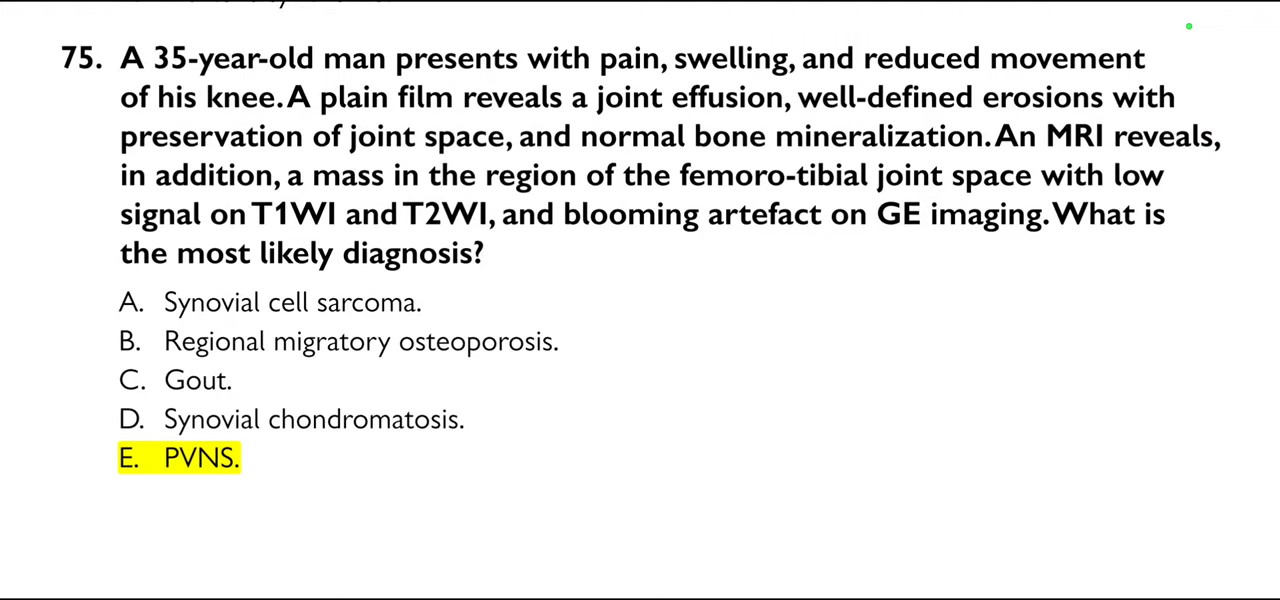 75. A 35-year-old man presents with pain, swelling, and reduced movement
of his knee. A plain film reveals a joint effusion, well-defined erosions with
preservation of joint space, and normal bone mineralization. An MRI reveals,
in addition, a mass in the region of the femoro-tibial joint space with low
signal on T1WI and T2WI, and blooming artefact on GE imaging. What is
the most likely diagnosis?
A. Synovial cell sarcoma.
B. Regional migratory osteoporosis.
C. Gout.
D. Synovial chondromatosis.
E. PVNS.